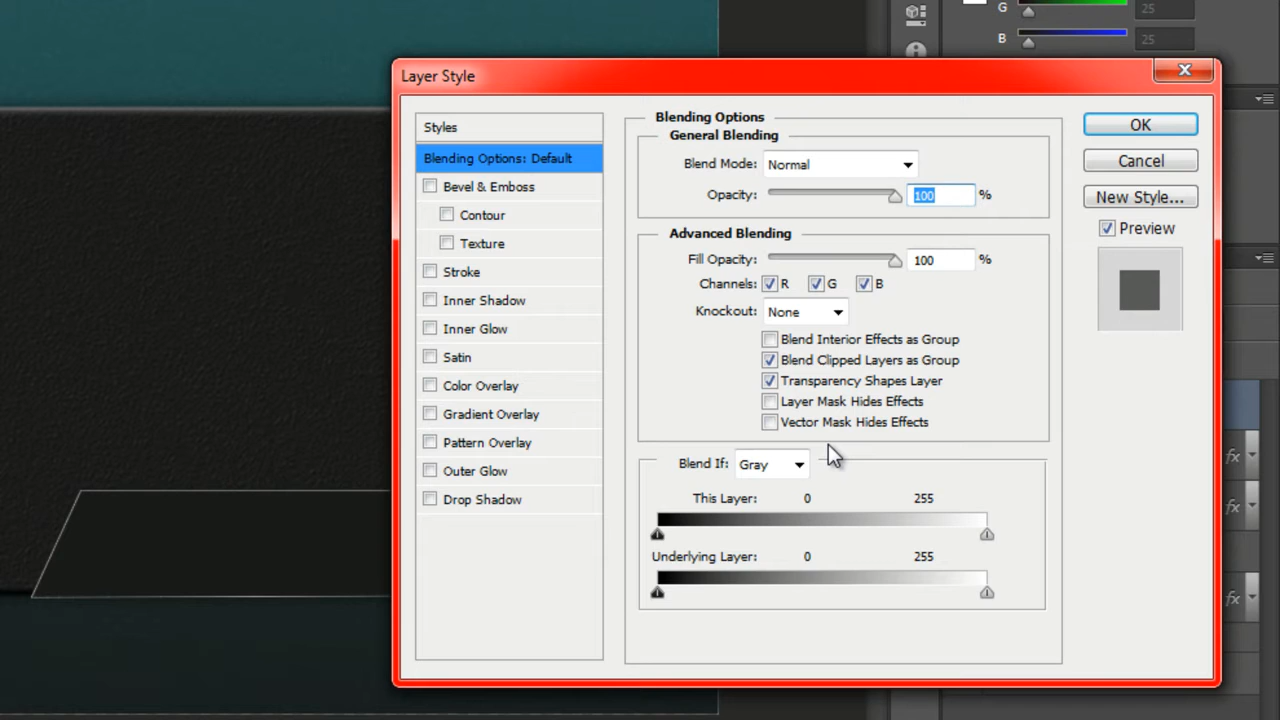 G 25
B 25
Layer Style
Styles
Blending Options: Default
Bevel & Emboss
Contour
Texture
Stroke
Inner Shadow
Inner Glow
Satin
Color Overlay
Gradient Overlay
Pattern Overlay
Outer Glow
Drop Shadow
Blending Options
General Blending
Blend Mode: Normal
Opacity: 100 %
Advanced Blending
Fill Opacity: 100 %
Channels: R G B
Knockout: None
Blend Interior Effects as Group
Blend Clipped Layers as Group
Transparency Shapes Layer
Layer Mask Hides Effects
Vector Mask Hides Effects
Blend If: Gray
This Layer: 0 255
Underlying Layer: 0 255
OK
Cancel
New Style...
Preview
fx
fx
fx